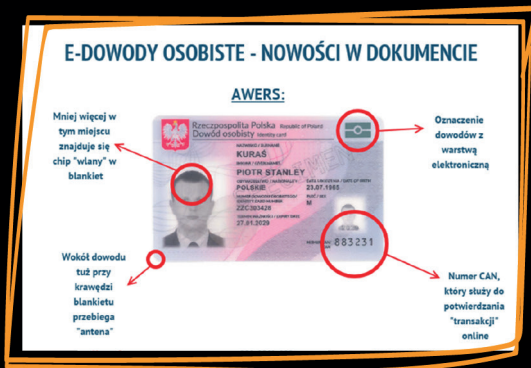 E-DOWODY OSOBISTE - NOWOŚCI W DOKUMENCIE
AWERS:
Mniej więcej w
tym miejscu
znajduje się
chip "wlany" w
blankiet
Rzeczpospolita Polska Republic of Poland
Dowód osobisty Identity card
KURAŚ
PIOTR STANLEY
POLSKIE 23.07.1965
ZZC303428 M
27.01.2029
883231
Oznaczenie
dowodów z
warstwą
elektroniczną
Wokół dowodu
tuż przy
krawędzi
blankietu
przebiega
"antena"
Numer CAN,
który służy do
potwierdzania
"transakcji"
online